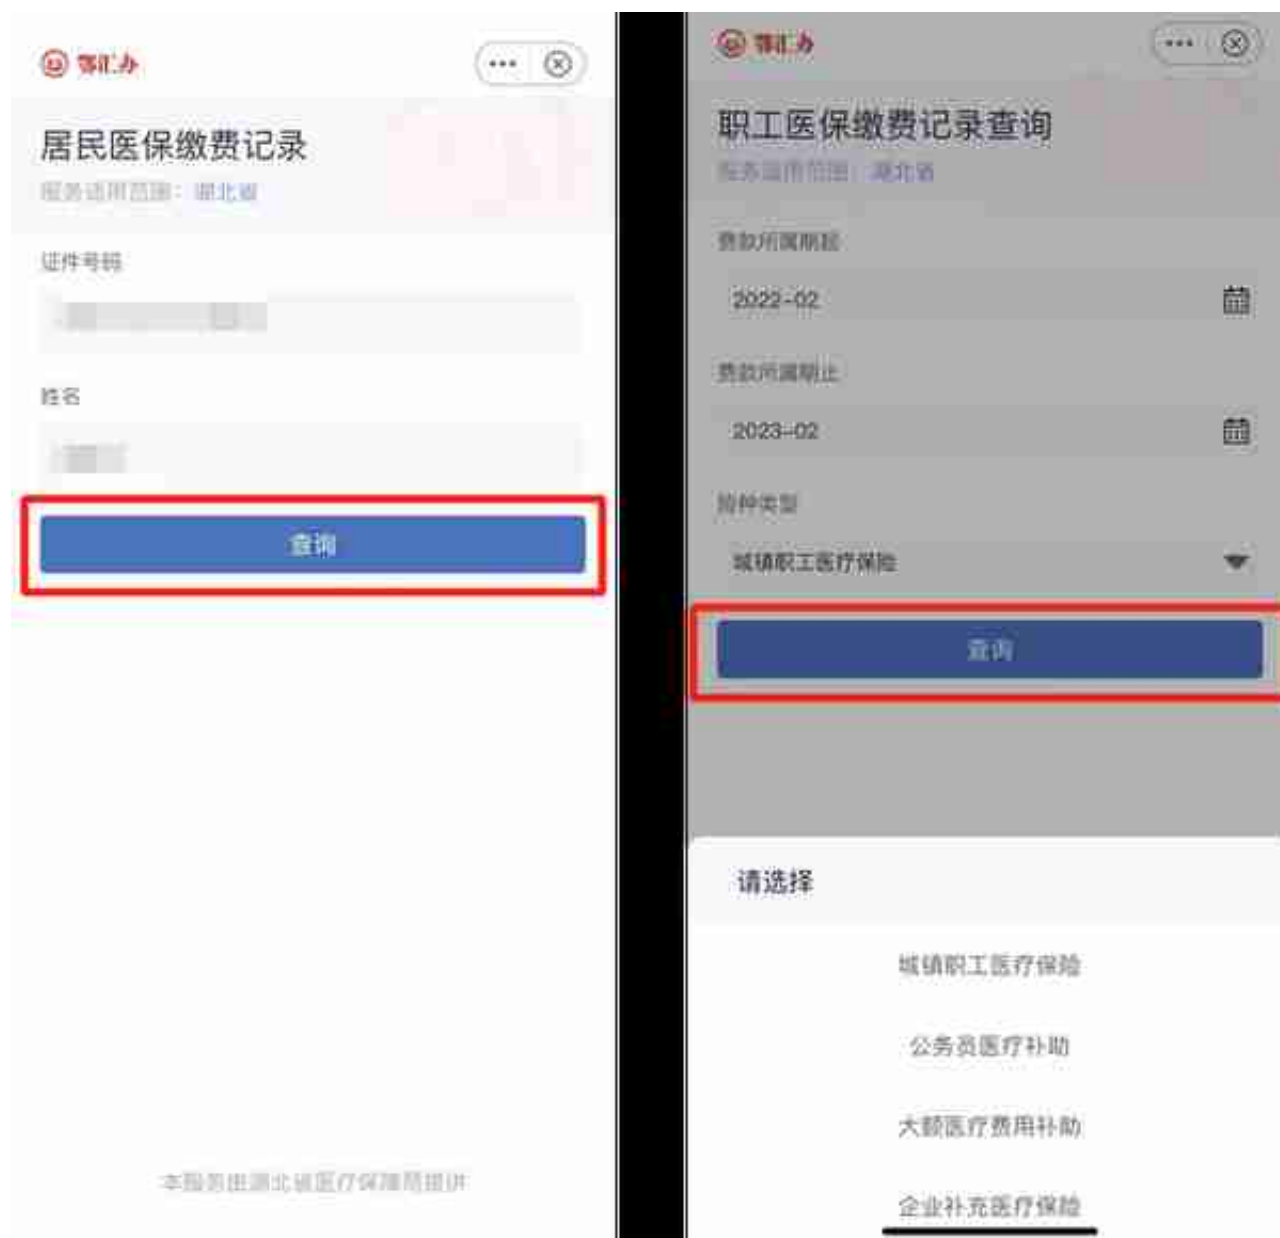 鄂汇办
居民医保缴费记录
服务适用范围：湖北省
证件号码
姓名
查询
本服务由湖北省医疗保障局提供
鄂汇办
职工医保缴费记录查询
服务适用范围：湖北省
费款所属期起
2022-02
费款所属期止
2023-02
险种类型
城镇职工医疗保险
查询
请选择
城镇职工医疗保险
公务员医疗补助
大额医疗费用补助
企业补充医疗保险